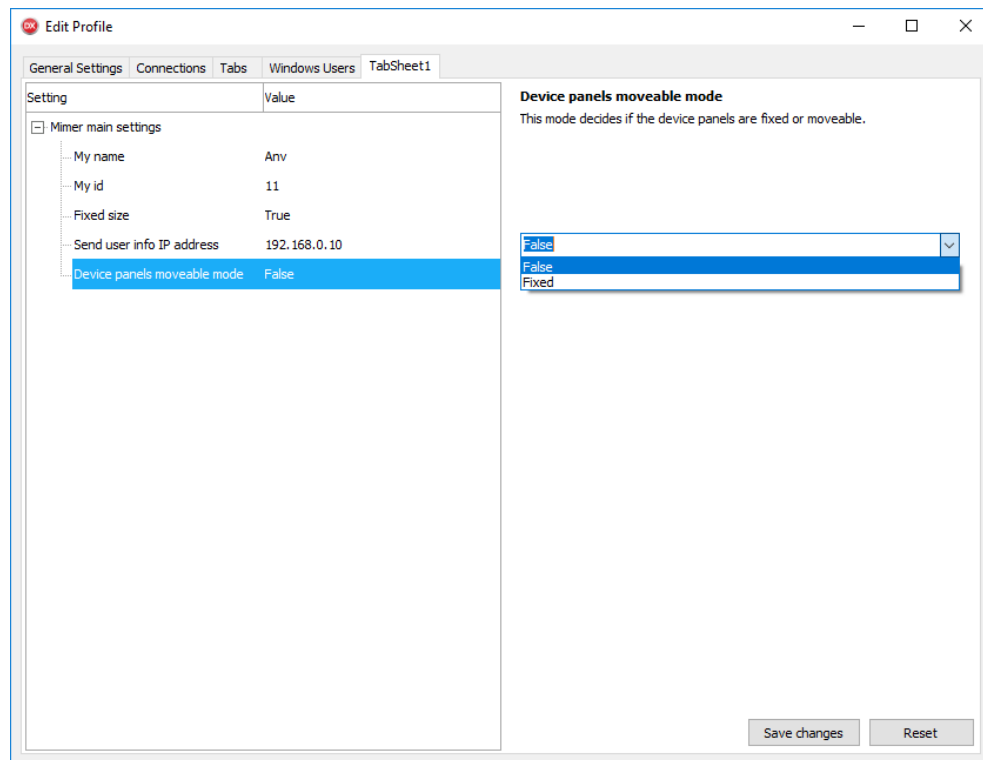 DX Edit Profile
General Settings Connections Tabs Windows Users TabSheet1
Setting Value
Mimer main settings
My name Anv
My id 11
Fixed size True
Send user info IP address 192.168.0.10
Device panels moveable mode False
Device panels moveable mode
This mode decides if the device panels are fixed or moveable.
False
False
Fixed
Save changes Reset